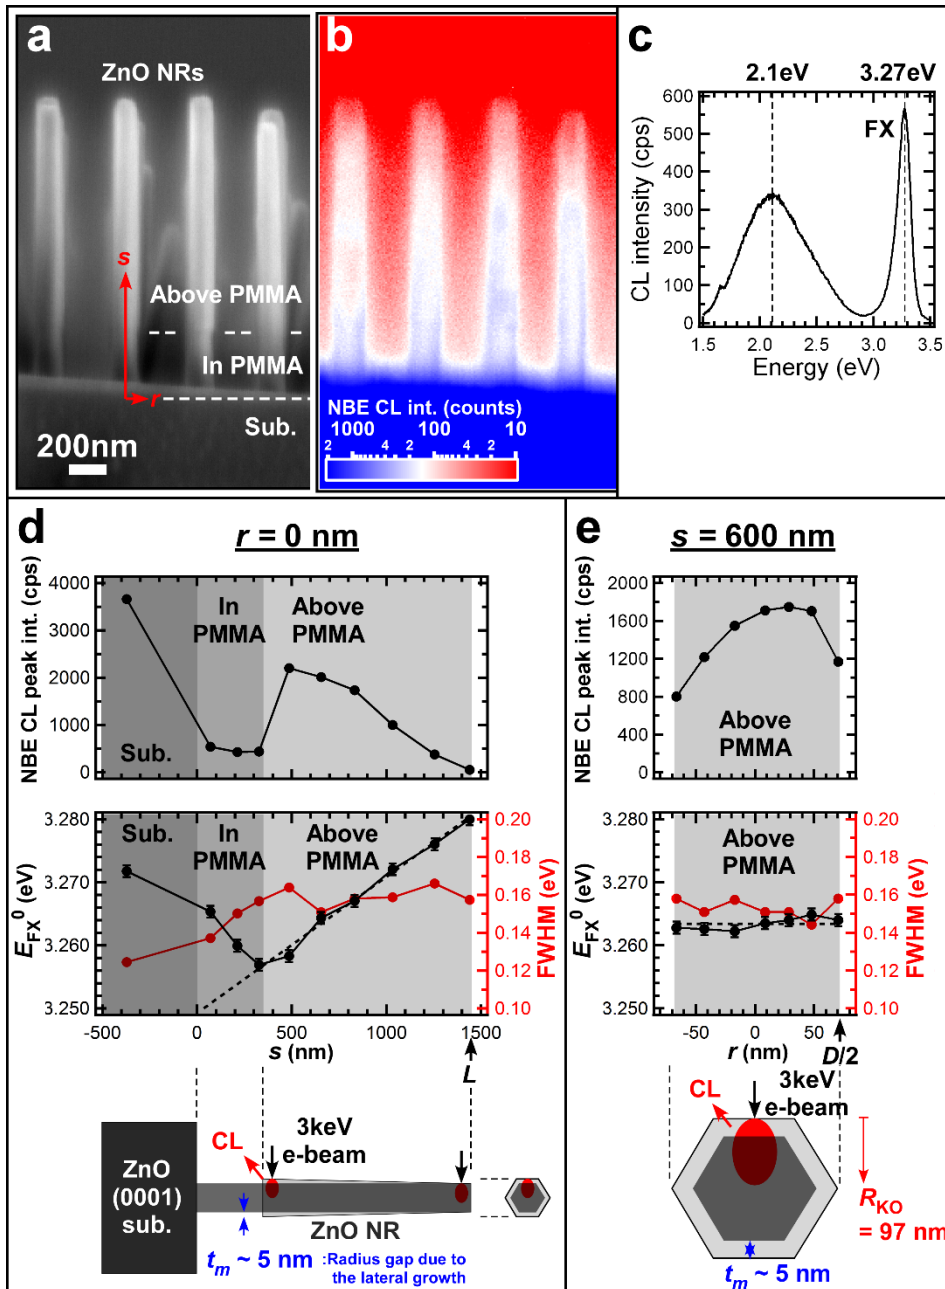 a
ZnO NRs
s
Above PMMA
In PMMA
r
Sub.
200nm
b
NBE CL int. (counts)
1000 100 10
2 4 2 4 2
c
2.1eV 3.27eV
FX
CL intensity (cps)
600
500
400
300
200
100
0
1.5 2.0 2.5 3.0 3.5
Energy (eV)
d
r = 0 nm
NBE CL peak int. (cps)
4000
3000
2000
1000
0
In
PMMA
Above
PMMA
Sub.
E_FX^0 (eV)
3.280
3.270
3.260
3.250
Sub.
In
PMMA
Above
PMMA
0.20
0.18
0.16
0.14
0.12
0.10
FWHM (eV)
-500 0 500 1000 1500
s (nm)
L
ZnO
(0001)
sub.
CL
3keV
e-beam
ZnO NR
t_m ~ 5 nm :Radius gap due to
the lateral growth
e
s = 600 nm
NBE CL peak int. (cps)
2000
1600
1200
800
400
0
Above
PMMA
E_FX^0 (eV)
3.280
3.270
3.260
3.250
Above
PMMA
0.20
0.18
0.16
0.14
0.12
0.10
FWHM (eV)
-50 0 50
r (nm)
D/2
CL
3keV
e-beam
R_KO
= 97 nm
t_m ~ 5 nm